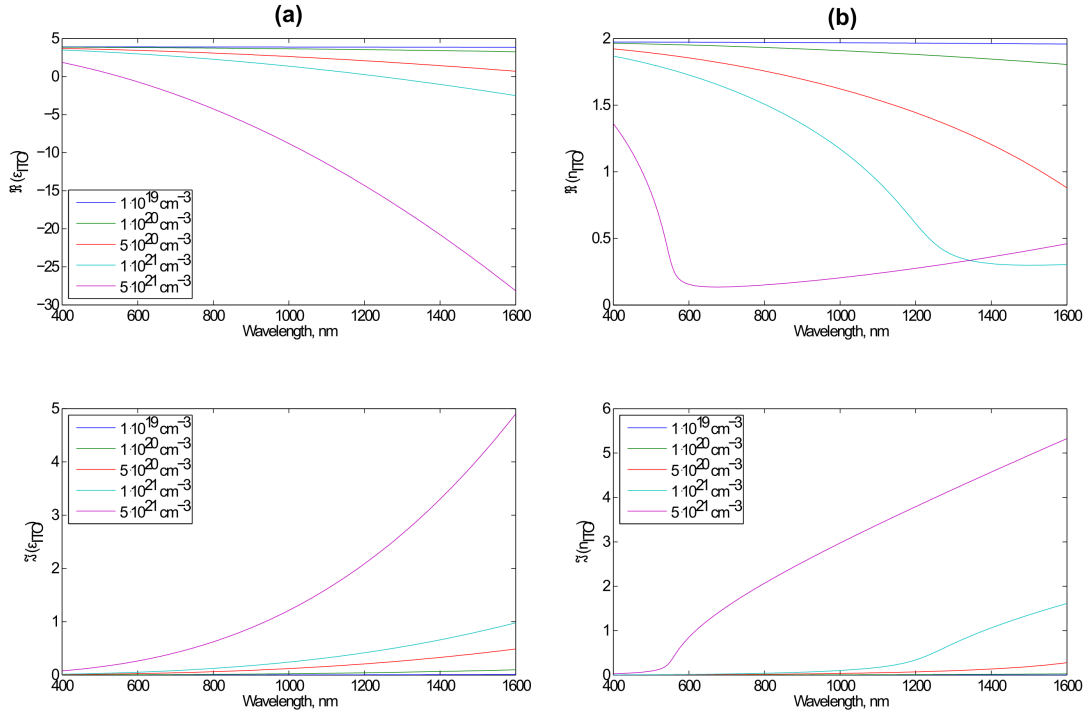 (a)
5
0
−5
−10
−15
−20
−25
−30
ℜ (ε_ITO)
1·10^19 cm^−3
1·10^20 cm^−3
5·10^20 cm^−3
1·10^21 cm^−3
5·10^21 cm^−3
400 600 800 1000 1200 1400 1600
Wavelength, nm
(b)
2
1.5
1
0.5
0
ℜ (n_ITO)
400 600 800 1000 1200 1400 1600
Wavelength, nm
5
4
3
2
1
0
ℑ (ε_ITO)
1·10^19 cm^−3
1·10^20 cm^−3
5·10^20 cm^−3
1·10^21 cm^−3
5·10^21 cm^−3
400 600 800 1000 1200 1400 1600
Wavelength, nm
6
5
4
3
2
1
0
ℑ (n_ITO)
1·10^19 cm^−3
1·10^20 cm^−3
5·10^20 cm^−3
1·10^21 cm^−3
5·10^21 cm^−3
400 600 800 1000 1200 1400 1600
Wavelength, nm